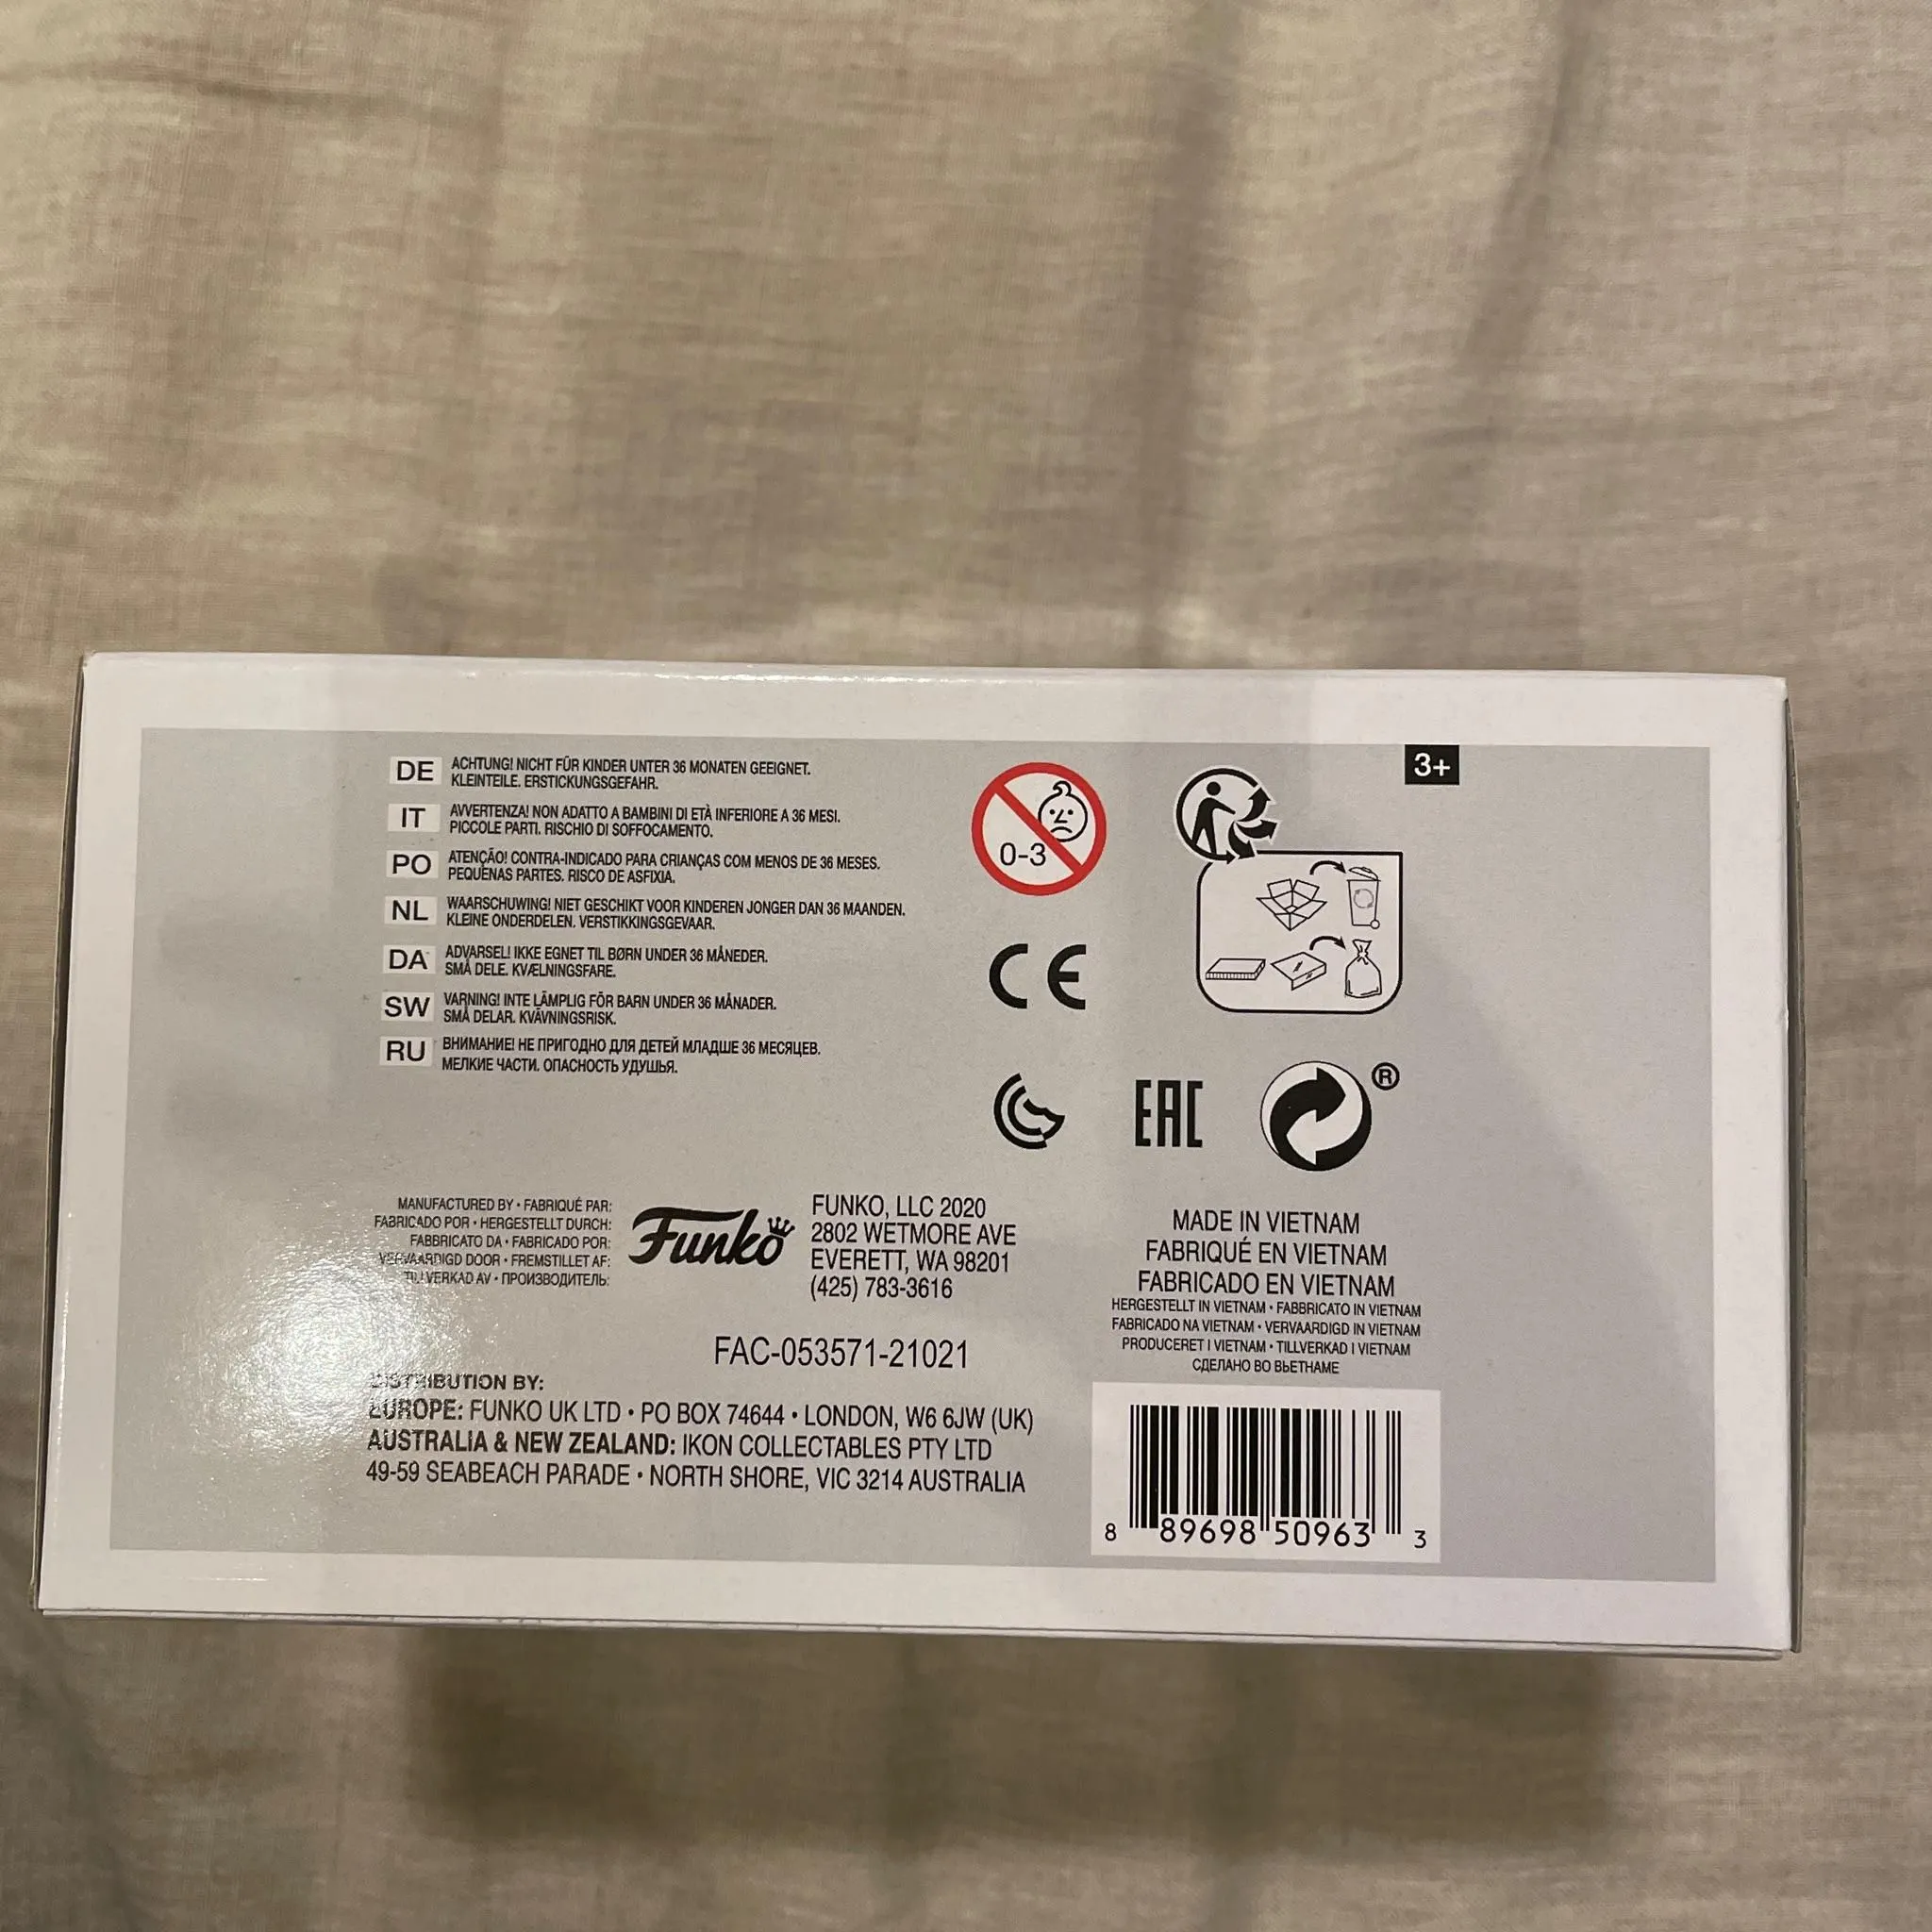 3+
DE ACHTUNG! NICHT FÜR KINDER UNTER 36 MONATEN GEEIGNET.
KLEINTEILE. ERSTICKUNGSGEFAHR.
IT AVVERTENZA! NON ADATTO A BAMBINI DI ETÀ INFERIORE A 36 MESI.
PICCOLE PARTI. RISCHIO DI SOFFOCAMENTO.
PO ATENÇÃO! CONTRA-INDICADO PARA CRIANÇAS COM MENOS DE 36 MESES.
PEQUENAS PARTES. RISCO DE ASFIXIA.
NL WAARSCHUWING! NIET GESCHIKT VOOR KINDEREN JONGER DAN 36 MAANDEN.
KLEINE ONDERDELEN. VERSTIKKINGSGEVAAR.
DA ADVARSEL! IKKE EGNET TIL BØRN UNDER 36 MÅNEDER.
SMÅ DELE. KVÆLNINGSFARE.
SW VARNING! INTE LÄMPLIG FÖR BARN UNDER 36 MÅNADER.
SMÅ DELAR. KVÄVNINGSRISK.
RU ВНИМАНИЕ! НЕ ПРИГОДНО ДЛЯ ДЕТЕЙ МЛАДШЕ 36 МЕСЯЦЕВ.
МЕЛКИЕ ЧАСТИ. ОПАСНОСТЬ УДУШЬЯ.
0-3
CE
EAC
®
MANUFACTURED BY • FABRIQUÉ PAR:
FABRICADO POR • HERGESTELLT DURCH:
FABBRICATO DA • FABRICADO POR:
VERVAARDIGD DOOR • FREMSTILLET AF:
TILLVERKAD AV • ПРОИЗВОДИТЕЛЬ:
Funko
FUNKO, LLC 2020
2802 WETMORE AVE
EVERETT, WA 98201
(425) 783-3616
FAC-053571-21021
DISTRIBUTION BY:
EUROPE: FUNKO UK LTD • PO BOX 74644 • LONDON, W6 6JW (UK)
AUSTRALIA & NEW ZEALAND: IKON COLLECTABLES PTY LTD
49-59 SEABEACH PARADE • NORTH SHORE, VIC 3214 AUSTRALIA
MADE IN VIETNAM
FABRIQUÉ EN VIETNAM
FABRICADO EN VIETNAM
HERGESTELLT IN VIETNAM • FABBRICATO IN VIETNAM
FABRICADO NA VIETNAM • VERVAARDIGD IN VIETNAM
PRODUCERET I VIETNAM • TILLVERKAD I VIETNAM
СДЕЛАНО ВО ВЬЕТНАМЕ
8 89698 50963 3